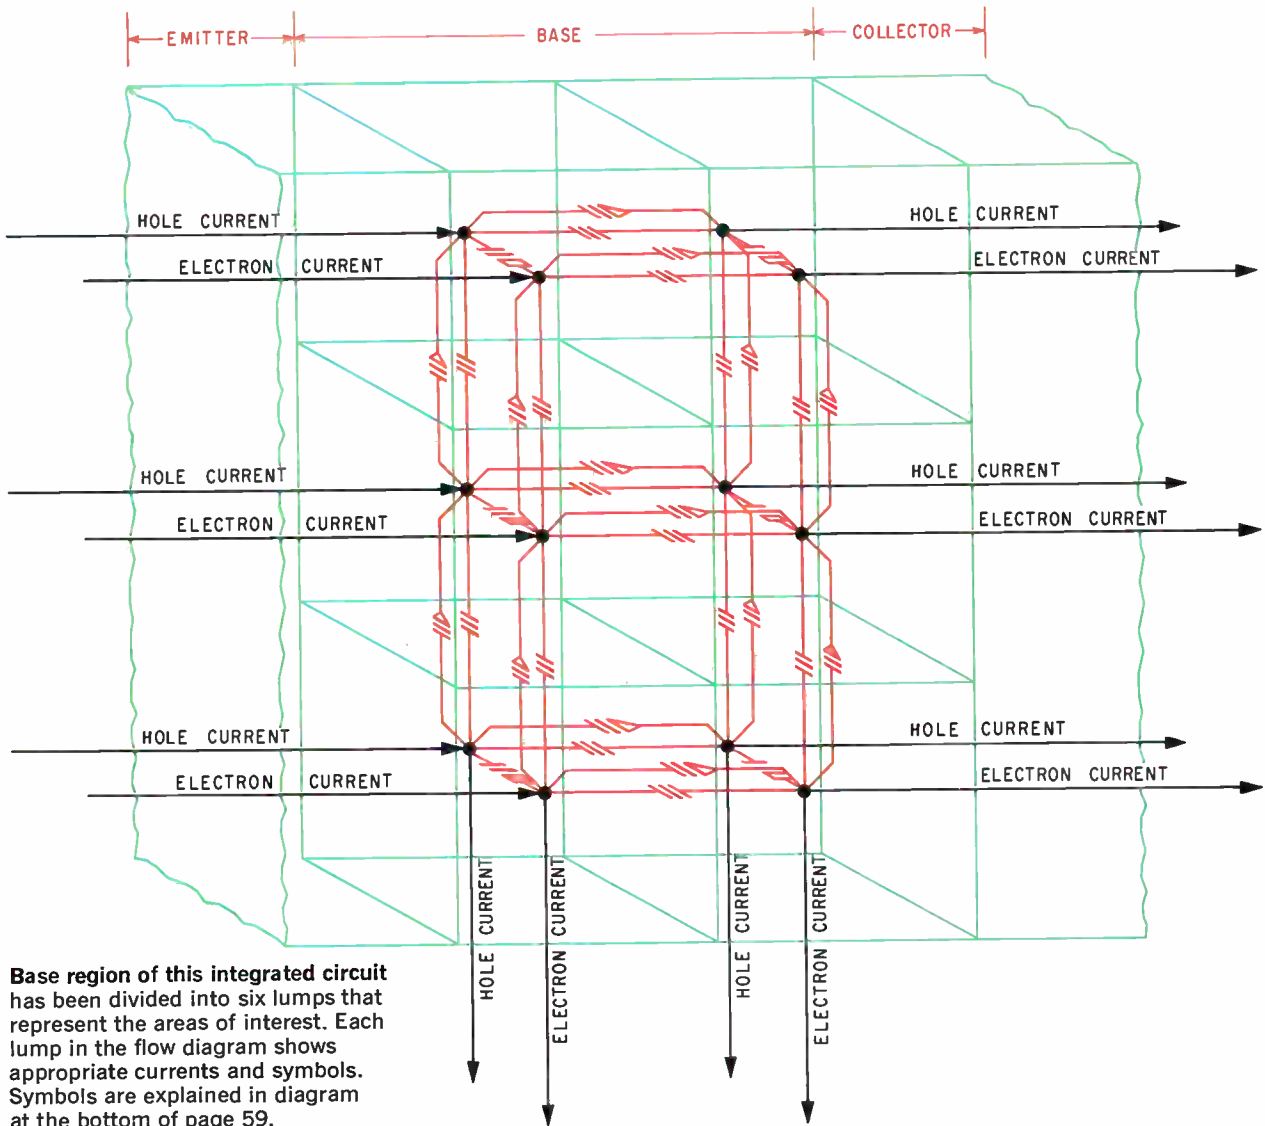 EMITTER BASE COLLECTOR
HOLE CURRENT HOLE CURRENT
ELECTRON CURRENT ELECTRON CURRENT
HOLE CURRENT HOLE CURRENT
ELECTRON CURRENT ELECTRON CURRENT
HOLE CURRENT HOLE CURRENT
ELECTRON CURRENT ELECTRON CURRENT
HOLE CURRENT
ELECTRON CURRENT
HOLE CURRENT
ELECTRON CURRENT
Base region of this integrated circuit
has been divided into six lumps that
represent the areas of interest. Each
lump in the flow diagram shows
appropriate currents and symbols.
Symbols are explained in diagram
at the bottom of page 59.